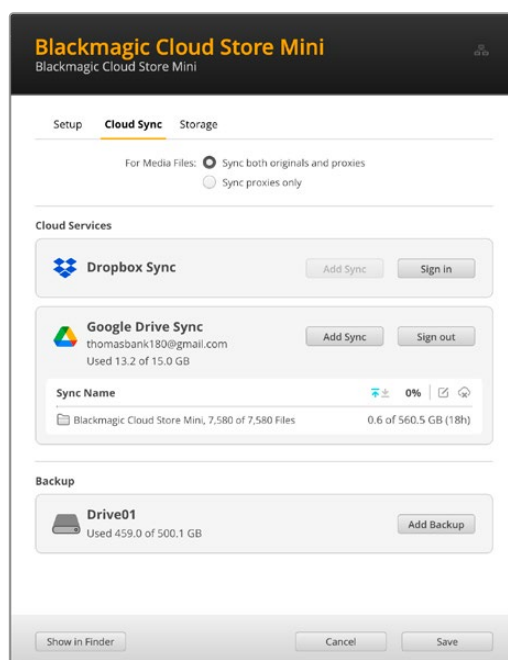 Blackmagic Cloud Store Mini
Blackmagic Cloud Store Mini
Setup Cloud Sync Storage
For Media Files: Sync both originals and proxies
Sync proxies only
Cloud Services
Dropbox Sync Add Sync Sign in
Google Drive Sync
thomasbank180@gmail.com
Used 13.2 of 15.0 GB
Add Sync Sign out
Sync Name 0%
Blackmagic Cloud Store Mini, 7,580 of 7,580 Files 0.6 of 560.5 GB (18h)
Backup
Drive01
Used 459.0 of 500.1 GB
Add Backup
Show in Finder Cancel Save